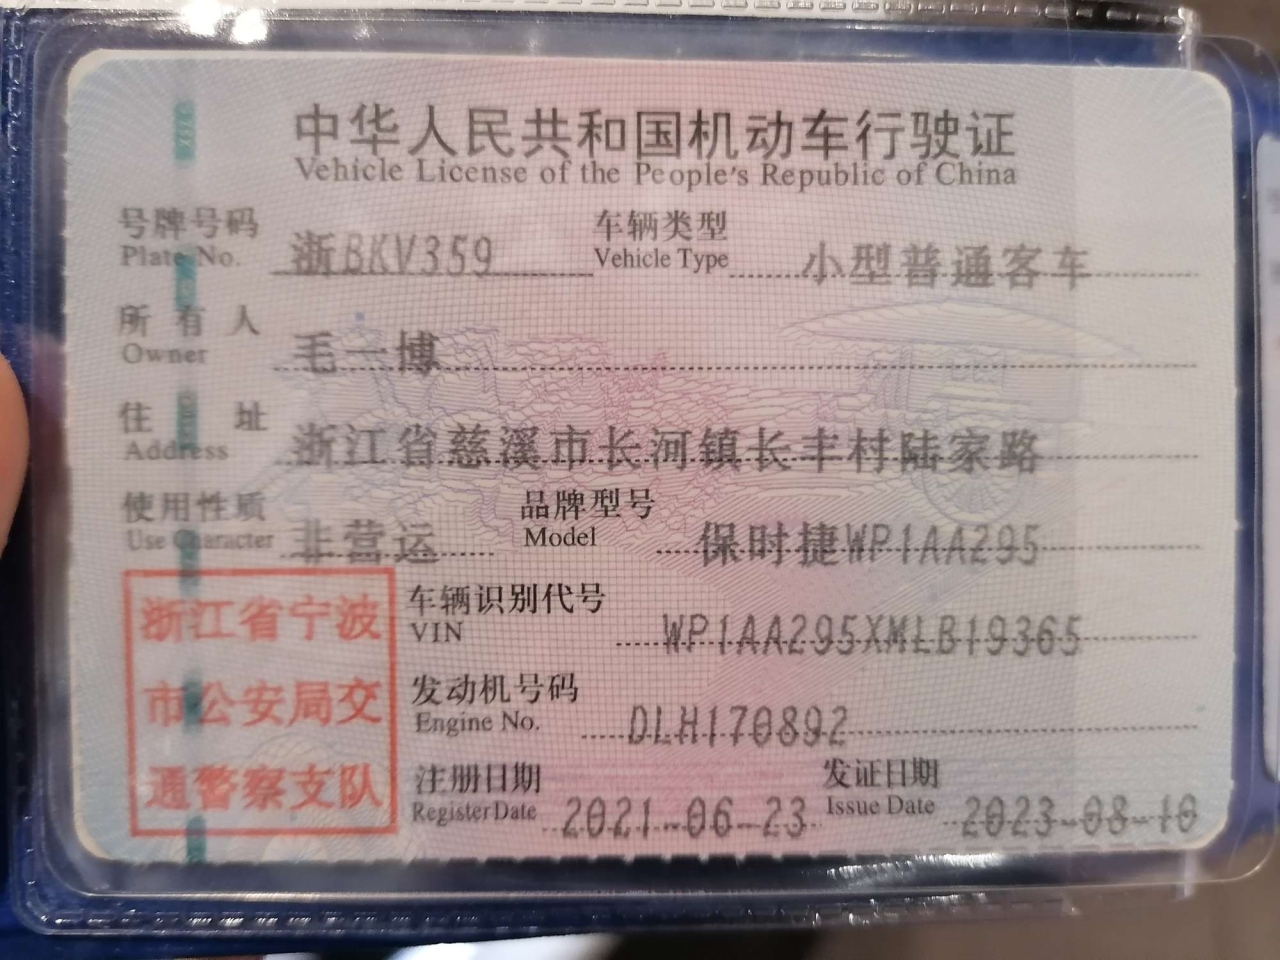 中华人民共和国机动车行驶证
Vehicle License of the People's Republic of China
号牌号码 浙BKV359 车辆类型 小型普通客车
Plate No. Vehicle Type
所有人 毛一博
Owner
住址 浙江省慈溪市长河镇长丰村陆家路
Address
使用性质 非营运 品牌型号 保时捷WP1AA295
Use Character Model
浙江省宁波
市公安局交
通警察支队
车辆识别代号 WP1AA295XMLB19365
VIN
发动机号码 DLH170892
Engine No.
注册日期 2021-06-23 发证日期 2023-08-10
Register Date Issue Date